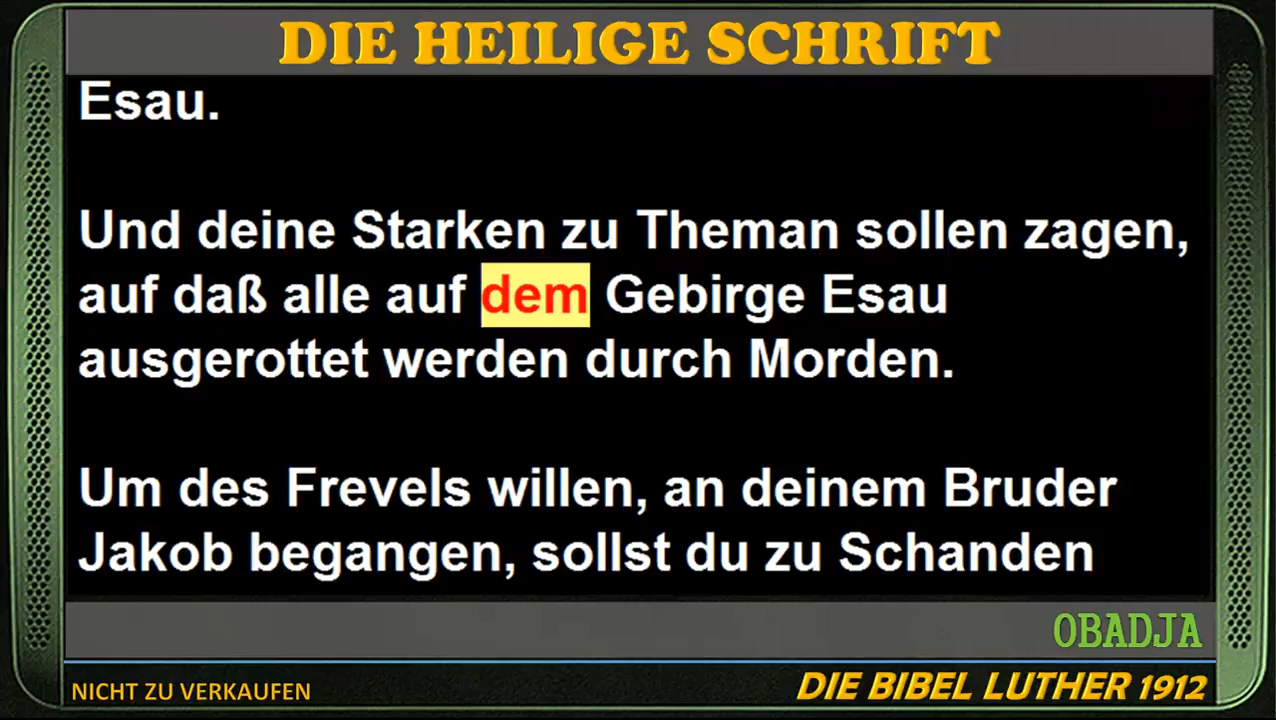 DIE HEILIGE SCHRIFT
Esau.
Und deine Starken zu Theman sollen zagen,
auf daß alle auf dem Gebirge Esau
ausgerottet werden durch Morden.
Um des Frevels willen, an deinem Bruder
Jakob begangen, sollst du zu Schanden
OBADJA
NICHT ZU VERKAUFEN
DIE BIBEL LUTHER 1912